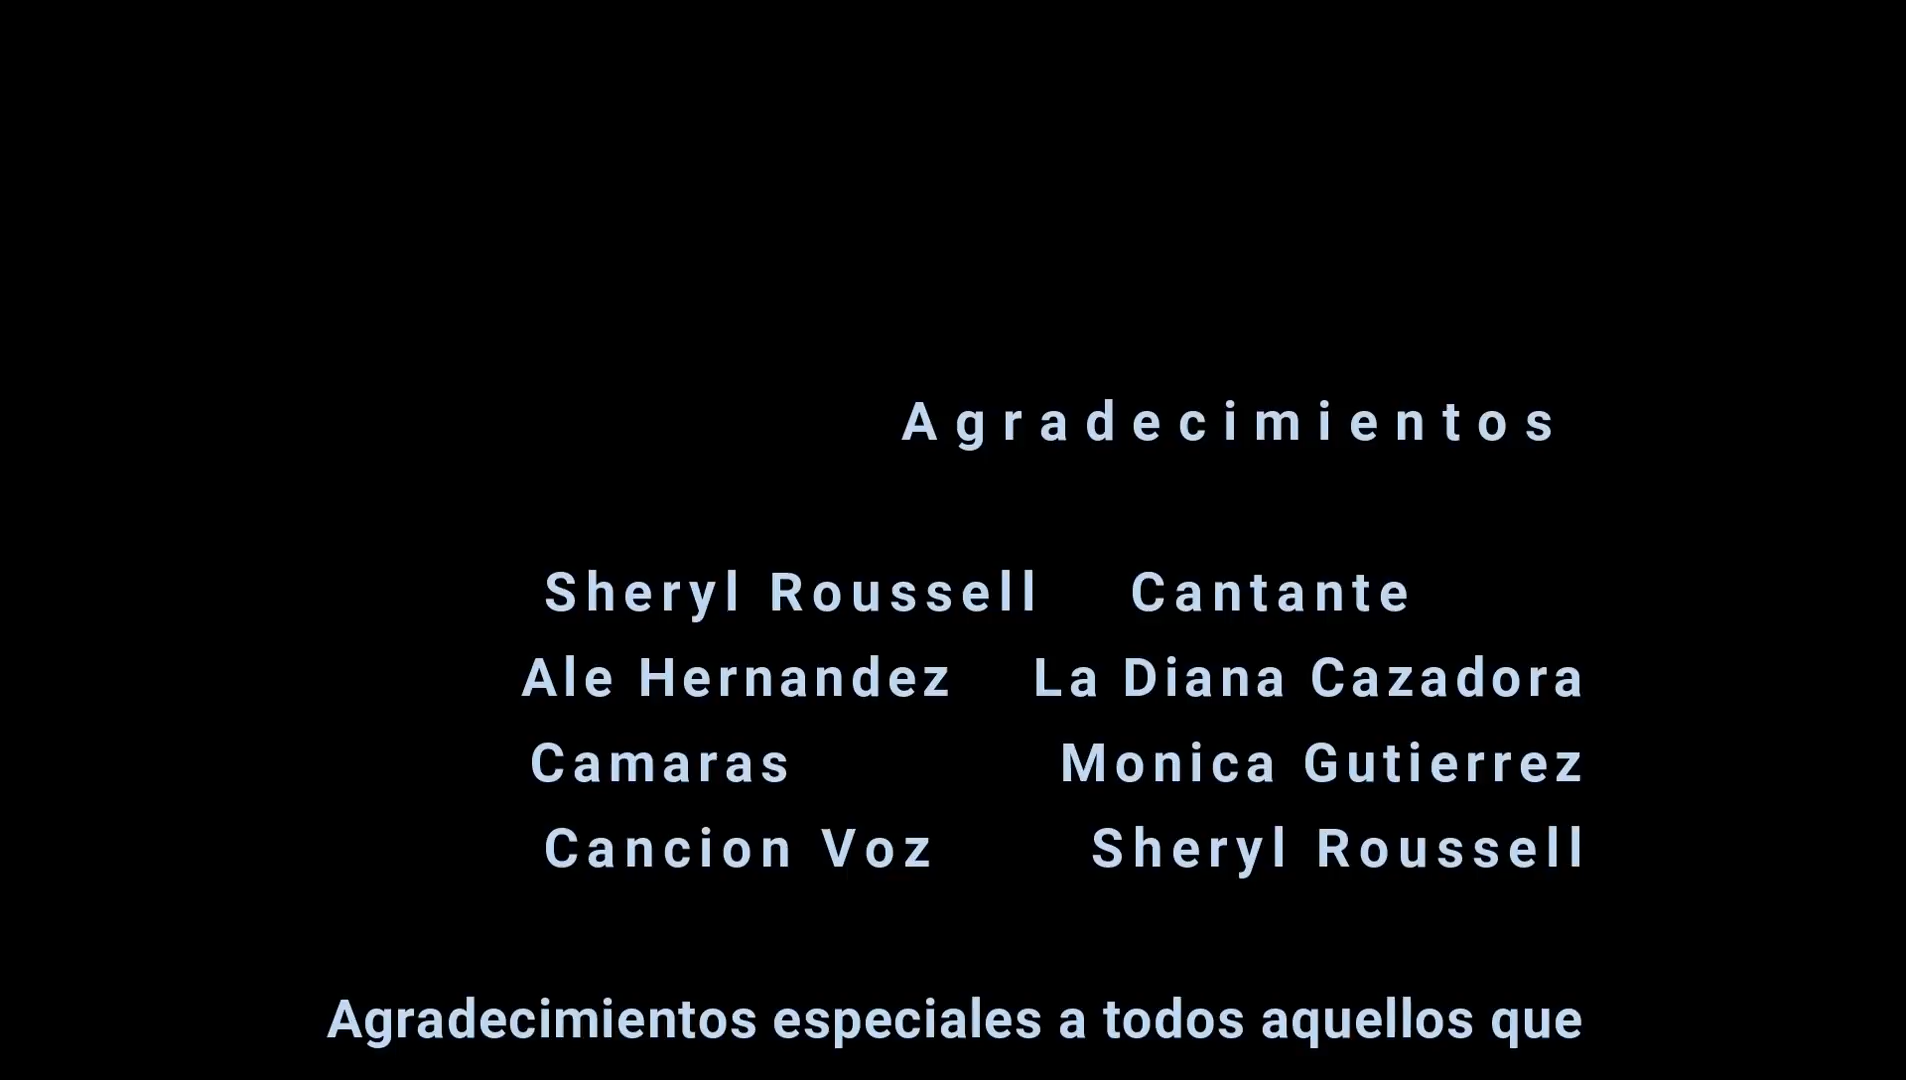 Agradecimientos
Sheryl Roussell Cantante
Ale Hernandez La Diana Cazadora
Camaras Monica Gutierrez
Cancion Voz Sheryl Roussell
Agradecimientos especiales a todos aquellos que